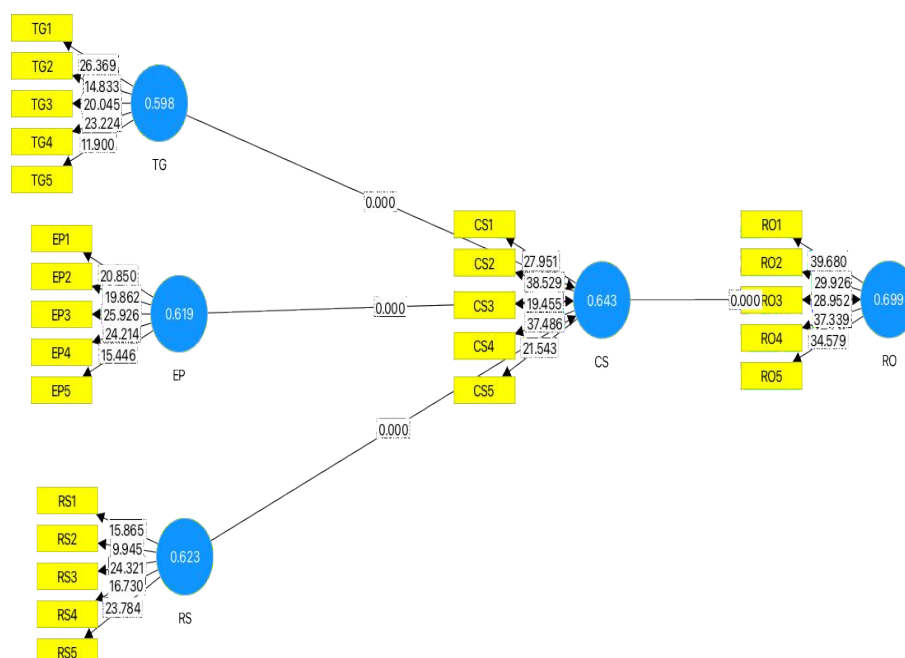 TG1
TG2
TG3
TG4
TG5
26.369
14.833
20.045
23.224
11.900
0.598
TG
0.000
EP1
EP2
EP3
EP4
EP5
20.850
19.862
25.926
24.214
15.446
0.619
EP
0.000
RS1
RS2
RS3
RS4
RS5
15.865
9.945
24.321
16.730
23.784
0.623
RS
0.000
CS1
CS2
CS3
CS4
CS5
27.951
38.529
19.455
37.486
21.543
0.643
CS
0.000
RO1
RO2
RO3
RO4
RO5
39.680
29.926
28.952
37.339
34.579
0.699
RO